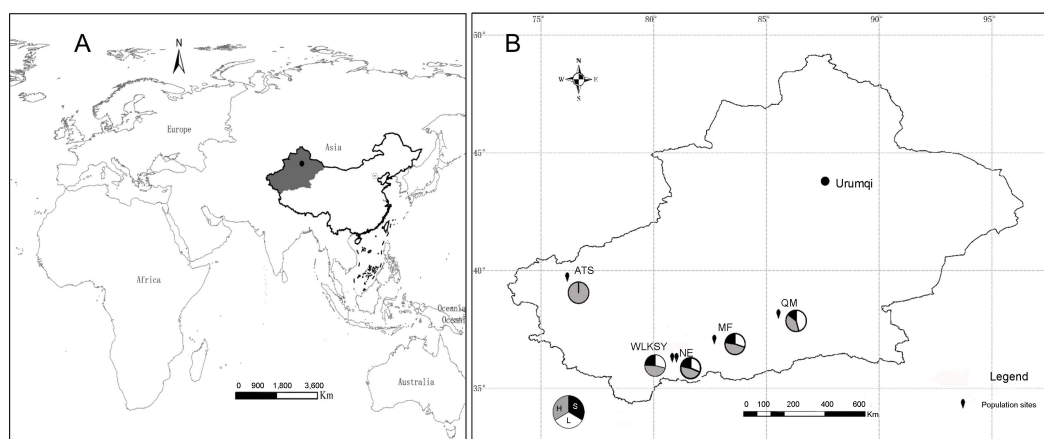 A
N
Europe
Asia
Africa
Oceania
Oceani
Australia
0 900 1,800 3,600
Km
B
75° 80° 85° 90° 95°
50°
N
W E
S
45°
Urumqi
40°
ATS
QM
MF
WLKSY
NE
35°
Legend
Population sites
H S
L
0 100 200 400 600
Km